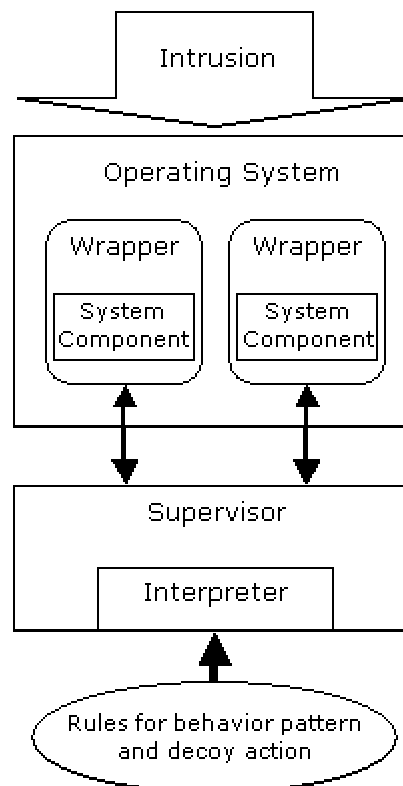 Intrusion
Operating System
Wrapper
System
Component
Wrapper
System
Component
Supervisor
Interpreter
Rules for behavior pattern
and decoy action